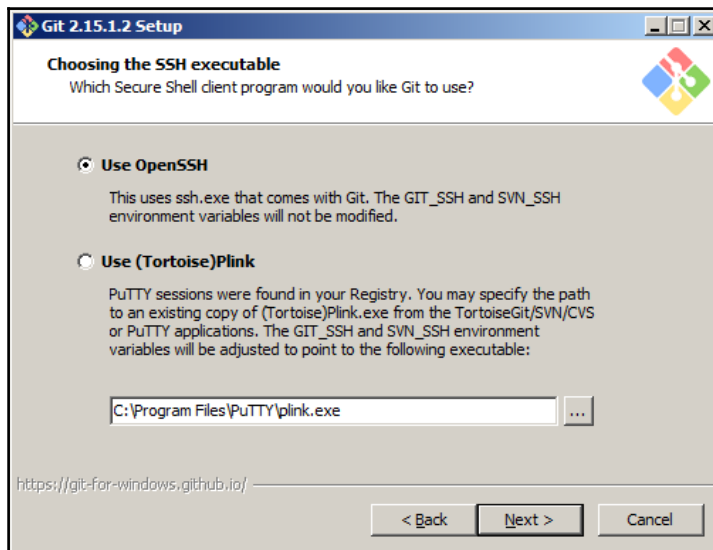 Git 2.15.1.2 Setup
Choosing the SSH executable
Which Secure Shell client program would you like Git to use?
Use OpenSSH
This uses ssh.exe that comes with Git. The GIT_SSH and SVN_SSH
environment variables will not be modified.
Use (Tortoise)Plink
PuTTY sessions were found in your Registry. You may specify the path
to an existing copy of (Tortoise)Plink.exe from the TortoiseGit/SVN/CVS
or PuTTY applications. The GIT_SSH and SVN_SSH environment
variables will be adjusted to point to the following executable:
C:\Program Files\PuTTY\plink.exe
...
https://git-for-windows.github.io/
< Back
Next >
Cancel